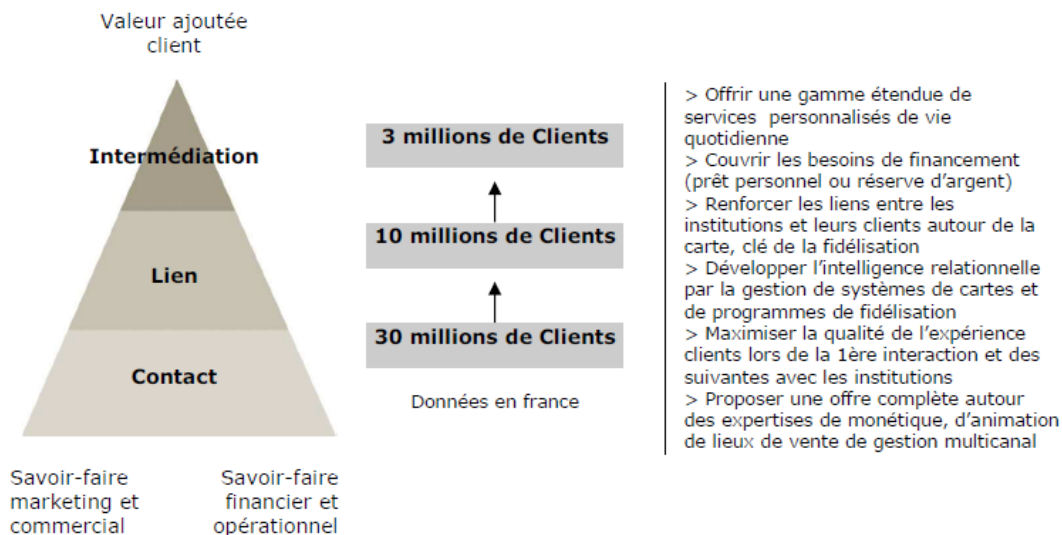 Valeur ajoutée
client
Intermédiation
Lien
Contact
Savoir-faire
marketing et
commercial
Savoir-faire
financier et
opérationnel
3 millions de Clients
10 millions de Clients
30 millions de Clients
Données en france
> Offrir une gamme étendue de
services personnalisés de vie
quotidienne
> Couvrir les besoins de financement
(prêt personnel ou réserve d'argent)
> Renforcer les liens entre les
institutions et leurs clients autour de la
carte, clé de la fidélisation
> Développer l'intelligence relationnelle
par la gestion de systèmes de cartes et
de programmes de fidélisation
> Maximiser la qualité de l'expérience
clients lors de la 1ère interaction et des
suivantes avec les institutions
> Proposer une offre complète autour
des expertises de monétique, d'animation
de lieux de vente de gestion multicanal